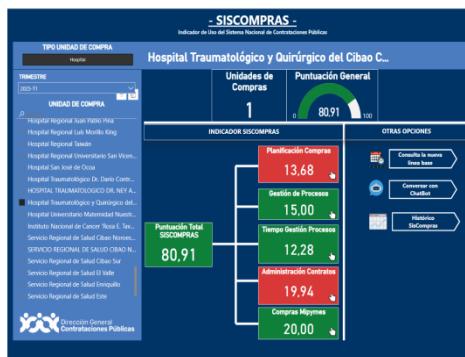 - SISCOMPRAS -
Indicador de Uso del Sistema Nacional de Contrataciones Públicas
TIPO UNIDAD DE COMPRA
Hospital
TRIMESTRE
UNIDAD DE COMPRA
Hospital Regional Juan Pablo Pina
Hospital Regional Luis Morillo King
Hospital Regional Taiwán
Hospital Regional Universitario San Vicen...
Hospital San José de Ocoa
Hospital Traumatológico Dr. Darío Contr...
HOSPITAL TRAUMATOLOGICO DR. NEY A...
Hospital Traumatológico y Quirúrgico del...
Hospital Universitario Maternidad Nuestr...
Instituto Nacional de Cancer 'Rosa E. Tav...
Servicio Regional de Salud Cibao Noroes...
SERVICIO REGIONAL DE SALUD CIBAO N...
Servicio Regional de Salud Cibao Sur
Servicio Regional de Salud El Valle
Servicio Regional de Salud Enriquillo
Servicio Regional de Salud Este
Dirección General
Contrataciones Públicas
Hospital Traumatológico y Quirúrgico del Cibao C...
Unidades de
Compras
1
Puntuación General
0
80,91
100
INDICADOR SISCOMPRAS
Puntuación Total
SISCOMPRAS
80,91
Planificación Compras
13,68
Gestión de Procesos
15,00
Tiempo Gestión Procesos
12,28
Administración Contratos
19,94
Compras Mipymes
20,00
OTRAS OPCIONES
Consulta la nueva
línea base
Conversar con
ChatBot
Histórico
SisCompras